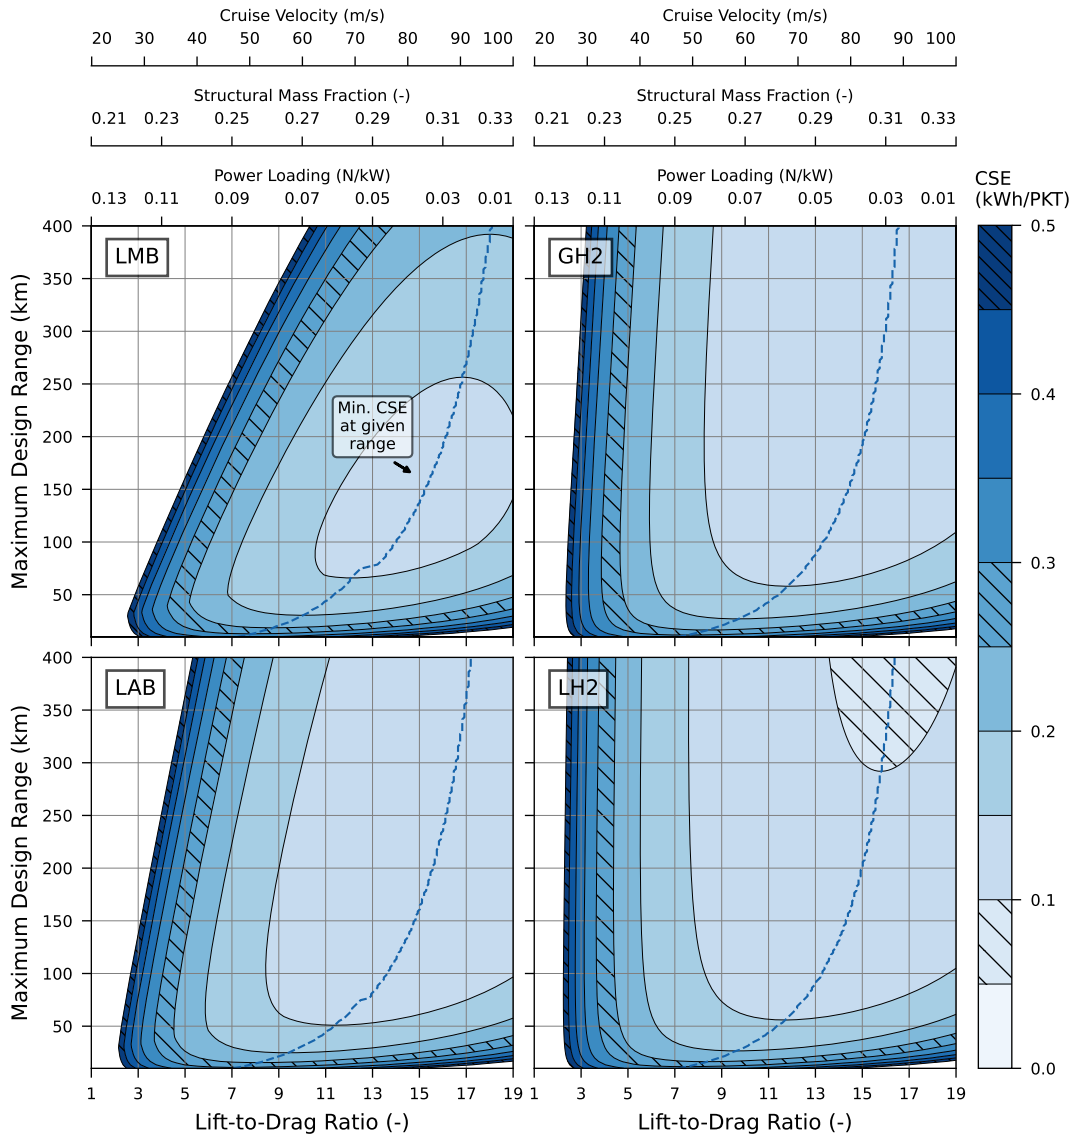 Cruise Velocity (m/s)
20 30 40 50 60 70 80 90 100
Cruise Velocity (m/s)
20 30 40 50 60 70 80 90 100
Structural Mass Fraction (-)
0.21 0.23 0.25 0.27 0.29 0.31 0.33
Structural Mass Fraction (-)
0.21 0.23 0.25 0.27 0.29 0.31 0.33
Power Loading (N/kW)
0.13 0.11 0.09 0.07 0.05 0.03 0.01
Power Loading (N/kW)
0.13 0.11 0.09 0.07 0.05 0.03 0.01
CSE
(kWh/PKT)
0.5
0.4
0.3
0.2
0.1
0.0
Maximum Design Range (km)
400
350
300
250
200
150
100
50
LMB
Min. CSE
at given
range
GH2
Maximum Design Range (km)
400
350
300
250
200
150
100
50
LAB
LH2
1 3 5 7 9 11 13 15 17 19
Lift-to-Drag Ratio (-)
1 3 5 7 9 11 13 15 17 19
Lift-to-Drag Ratio (-)